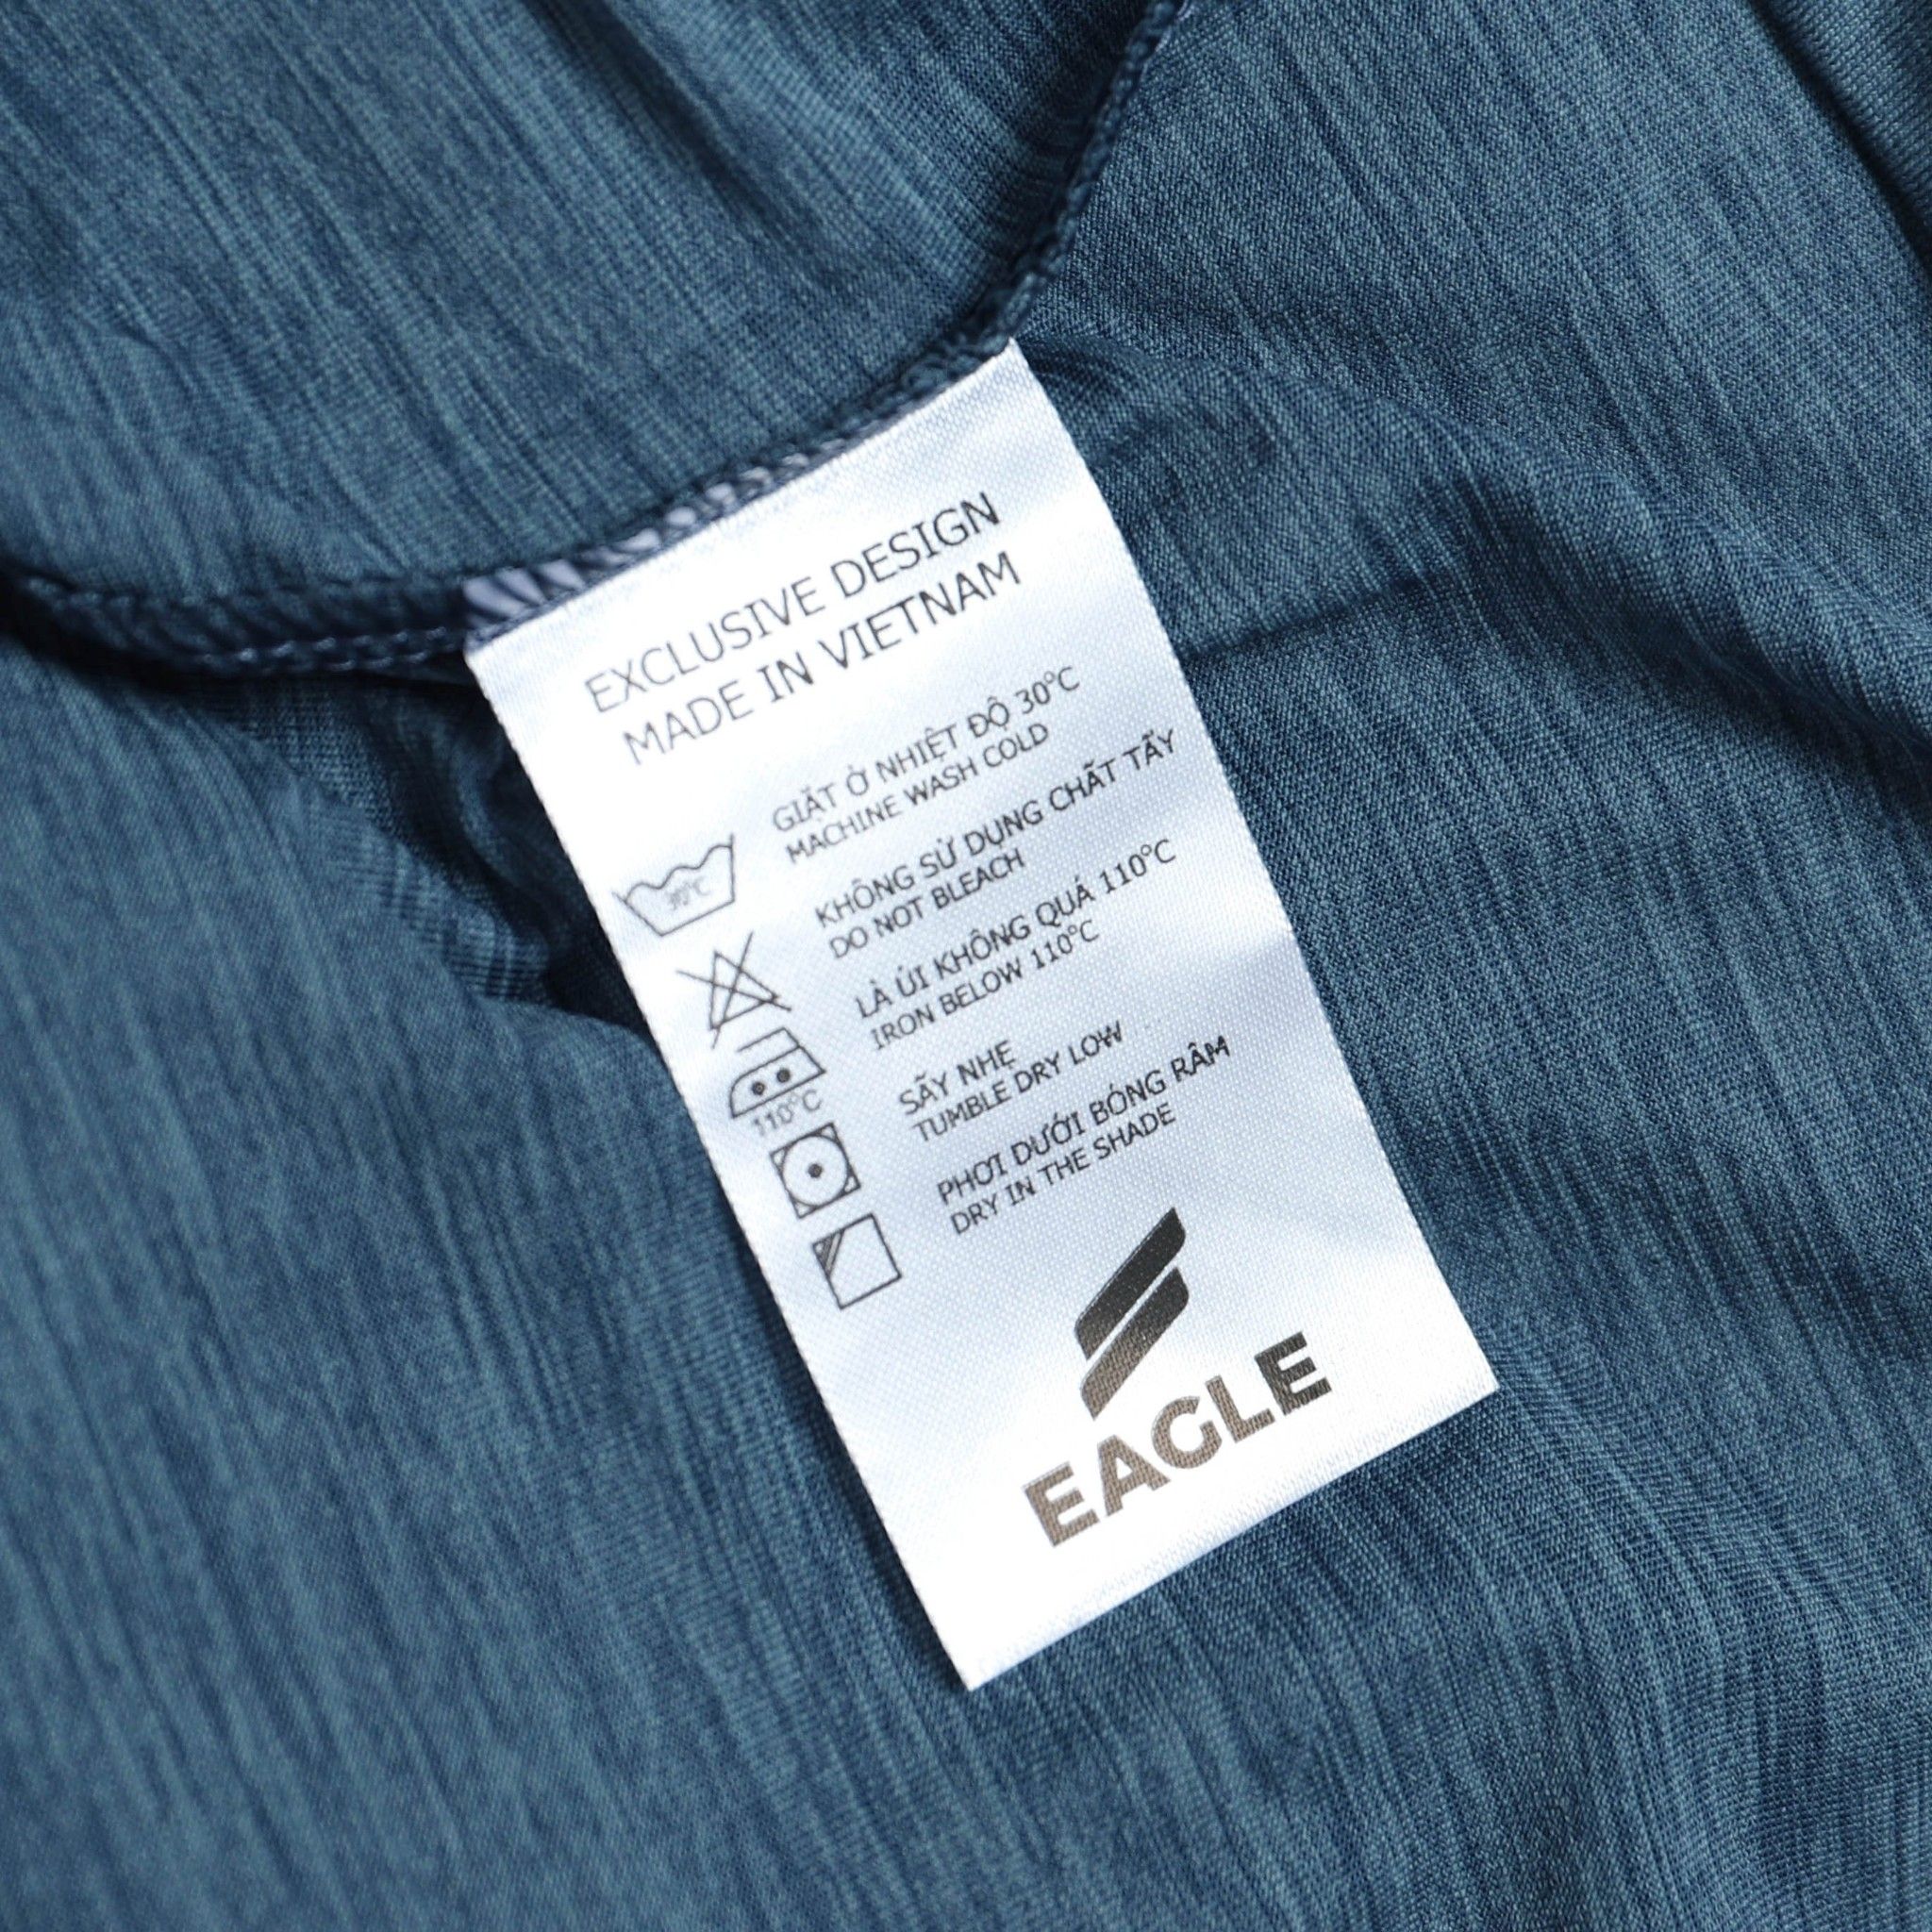 EXCLUSIVE DESIGN
MADE IN VIETNAM
GIẶT Ở NHIỆT ĐỘ 30°C
MACHINE WASH COLD
30°C
KHÔNG SỬ DỤNG CHẤT TẨY
DO NOT BLEACH
LÀ ỦI KHÔNG QUÁ 110°C
IRON BELOW 110°C
110°C
SẤY NHẸ
TUMBLE DRY LOW
PHƠI DƯỚI BÓNG RÂM
DRY IN THE SHADE
EAGLE